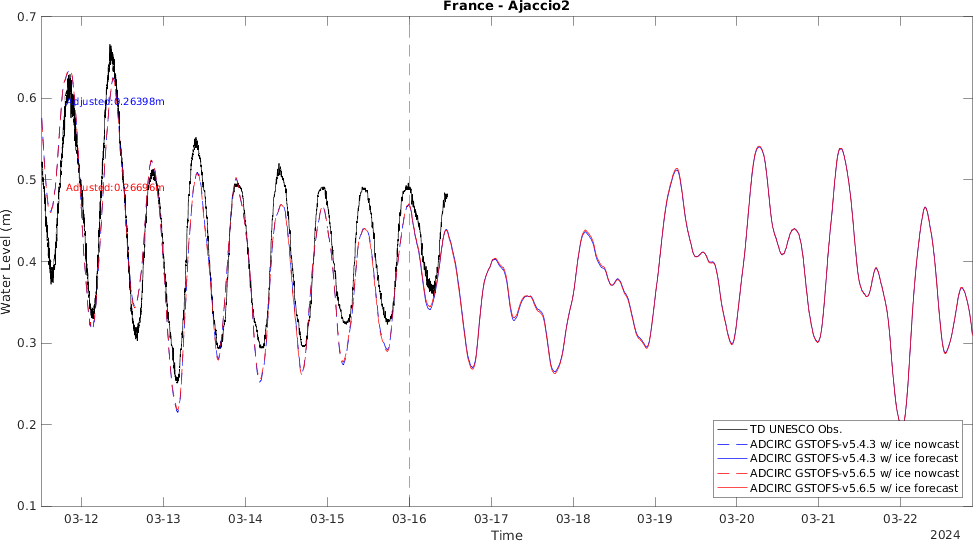 France - Ajaccio2
0.7
0.6
0.5
0.4
0.3
0.2
0.1
Water Level (m)
Adjusted:0.26398m
Adjusted:0.26696m
TD UNESCO Obs.
ADCIRC GSTOFS-v5.4.3 w/ ice nowcast
ADCIRC GSTOFS-v5.4.3 w/ ice forecast
ADCIRC GSTOFS-v5.6.5 w/ ice nowcast
ADCIRC GSTOFS-v5.6.5 w/ ice forecast
03-12 03-13 03-14 03-15 03-16 03-17 03-18 03-19 03-20 03-21 03-22
Time
2024